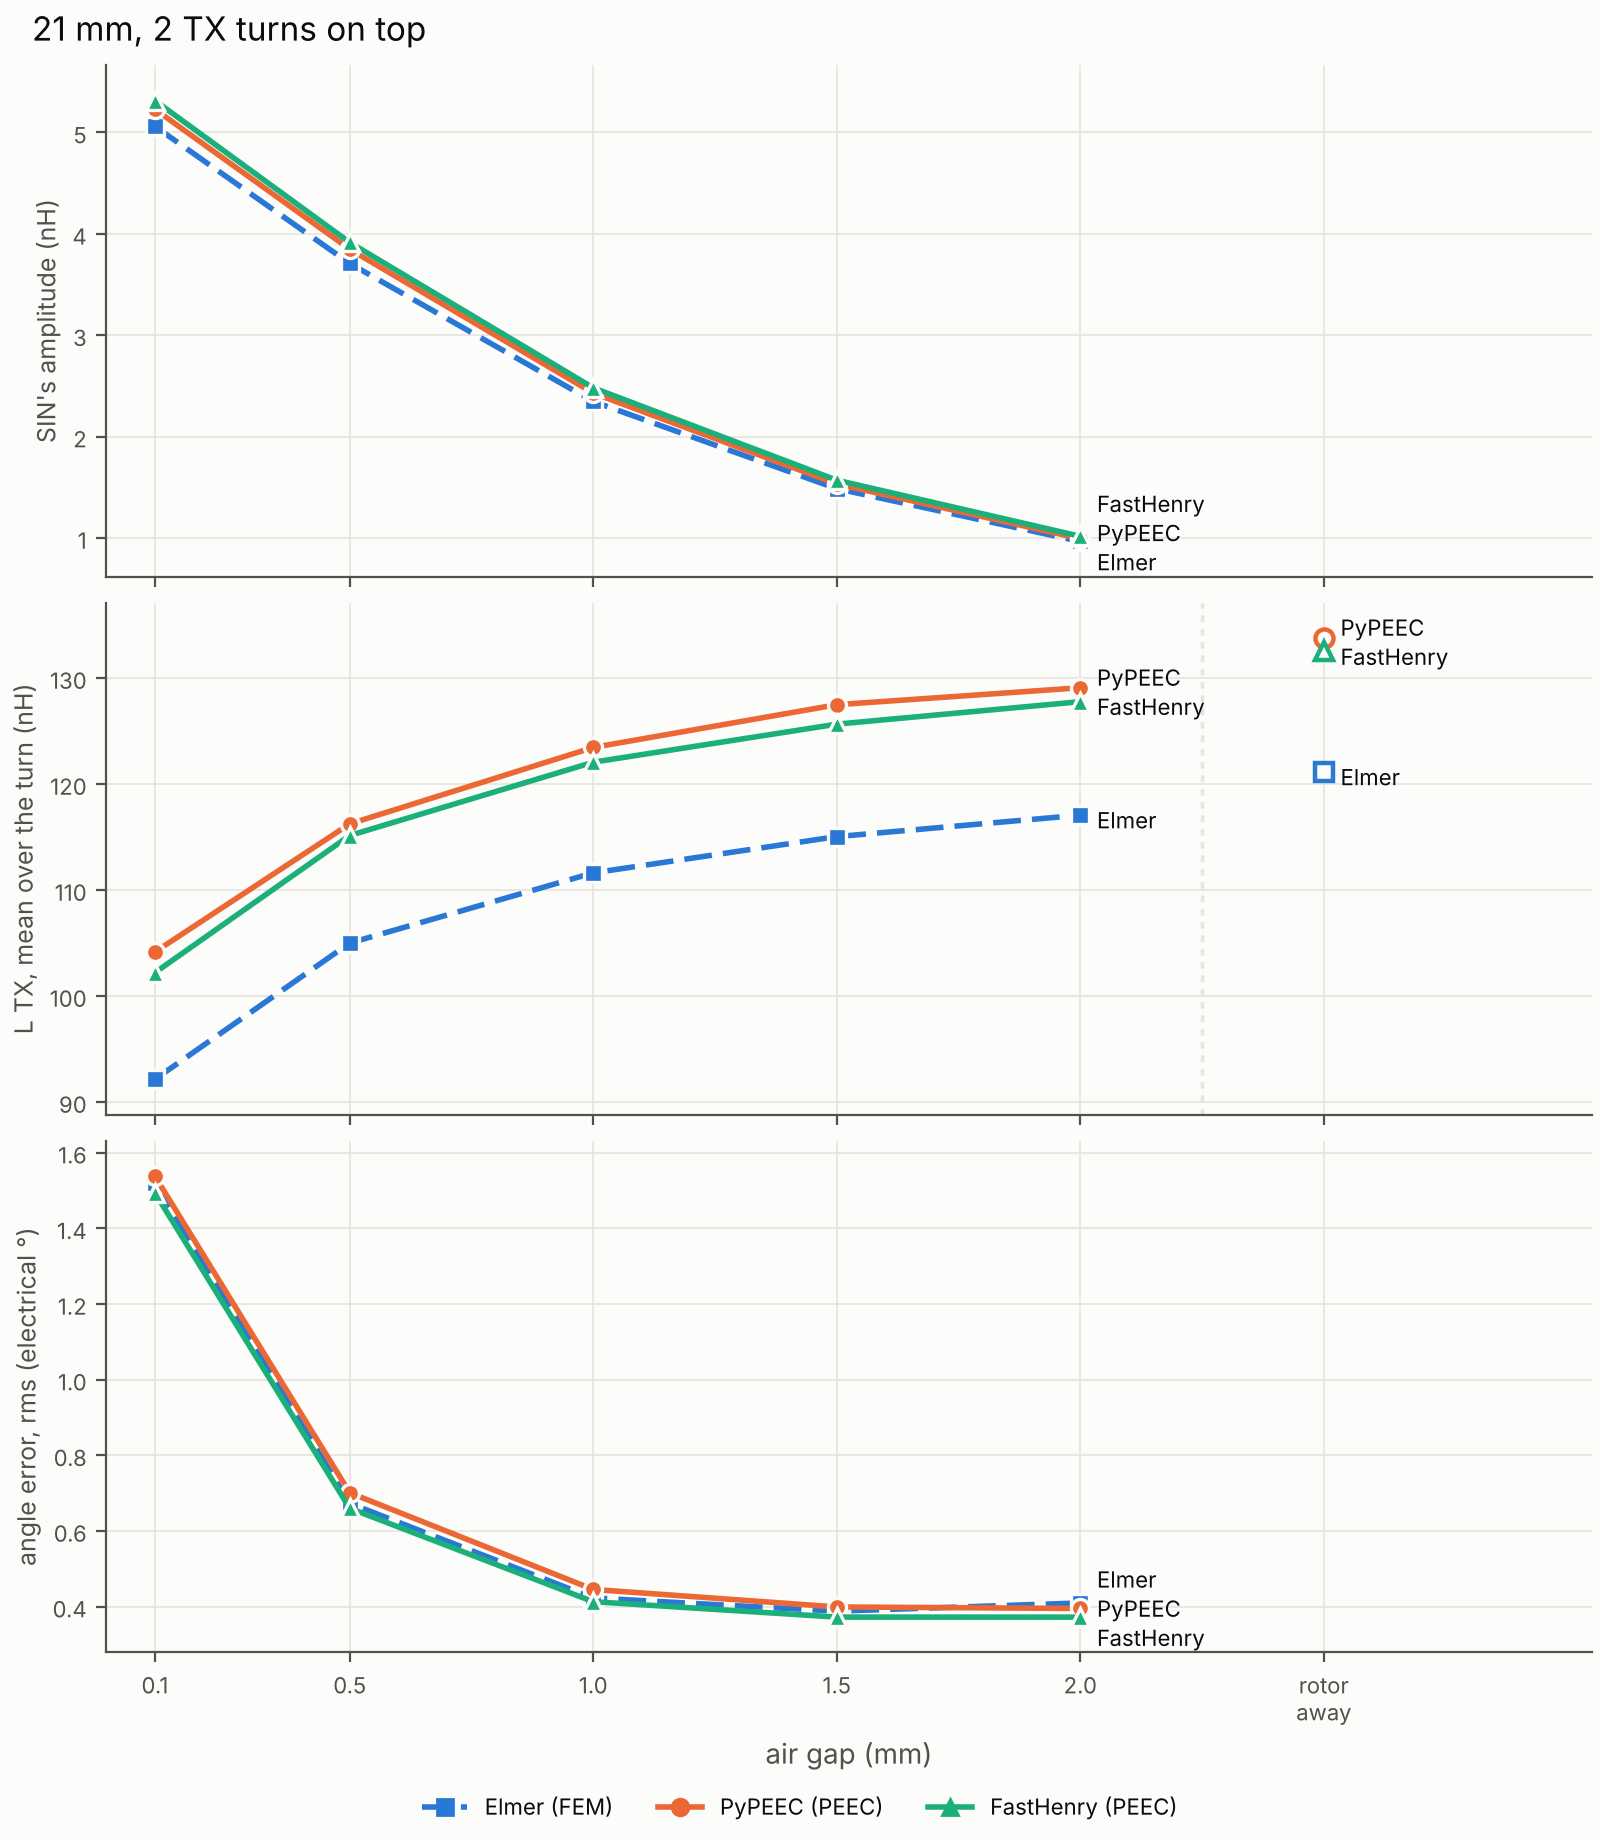 21 mm, 2 TX turns on top
SIN's amplitude (nH)
5
4
3
2
1
FastHenry
PyPEEC
Elmer
L TX, mean over the turn (nH)
130
120
110
100
90
PyPEEC
FastHenry
Elmer
PyPEEC
FastHenry
Elmer
angle error, rms (electrical °)
1.6
1.4
1.2
1.0
0.8
0.6
0.4
Elmer
PyPEEC
FastHenry
0.1 0.5 1.0 1.5 2.0 rotor
away
air gap (mm)
Elmer (FEM) PyPEEC (PEEC) FastHenry (PEEC)